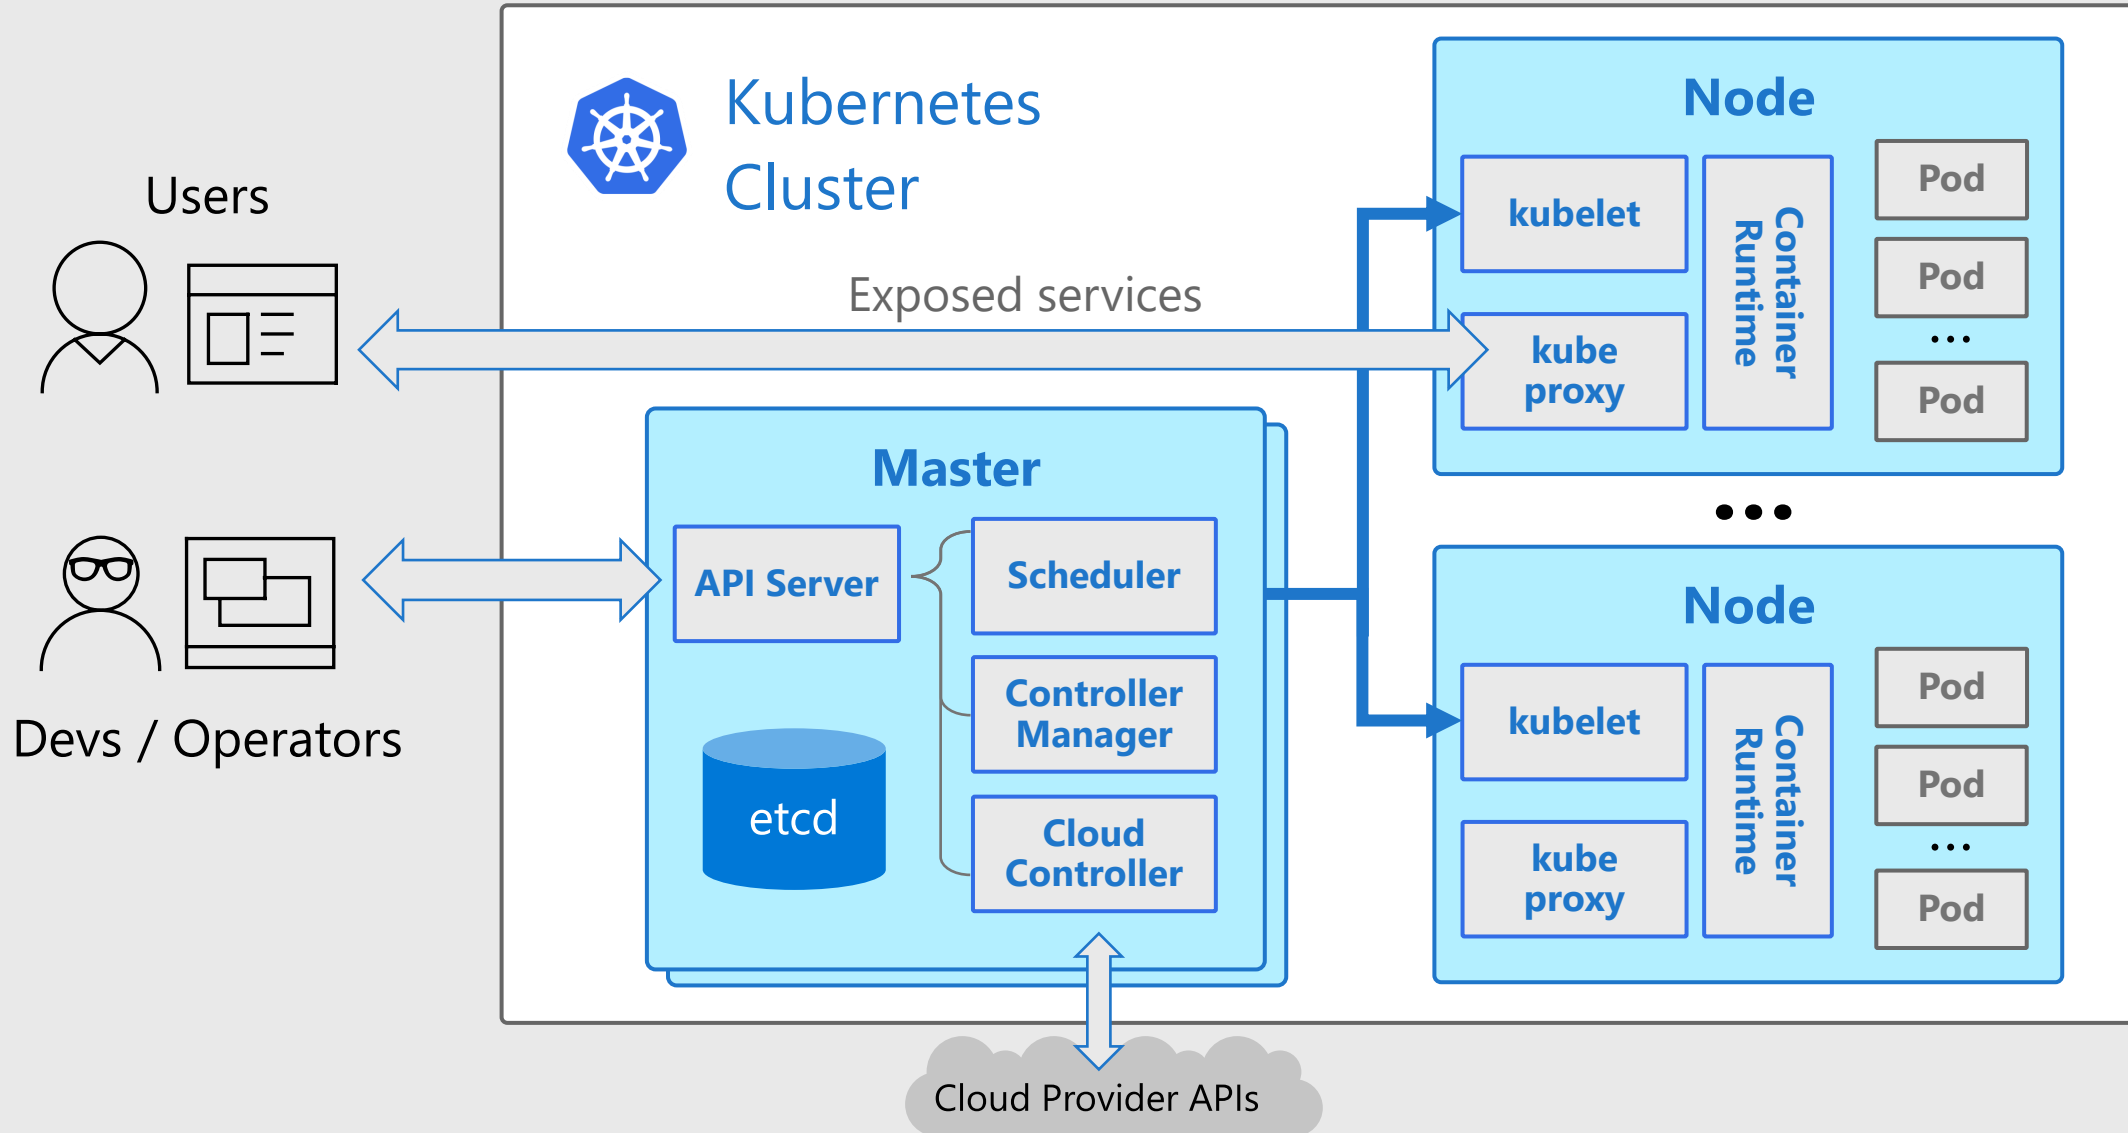 Kubernetes
Cluster
Users
Exposed services
Devs / Operators
Master
API Server
Scheduler
Controller
Manager
Cloud
Controller
etcd
Cloud Provider APIs
Node
kubelet
kube
proxy
Container
Runtime
Pod
Pod
...
Pod
...
Node
kubelet
kube
proxy
Container
Runtime
Pod
Pod
...
Pod